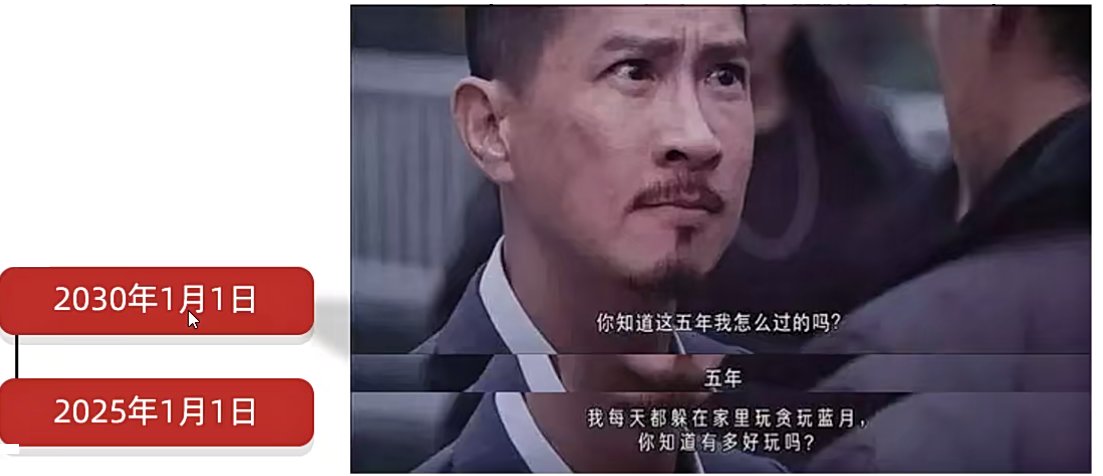 2030年1月1日
2025年1月1日
你知道这五年我怎么过的吗?
五年
我每天都躲在家里玩贪玩蓝月,
你知道有多好玩吗?